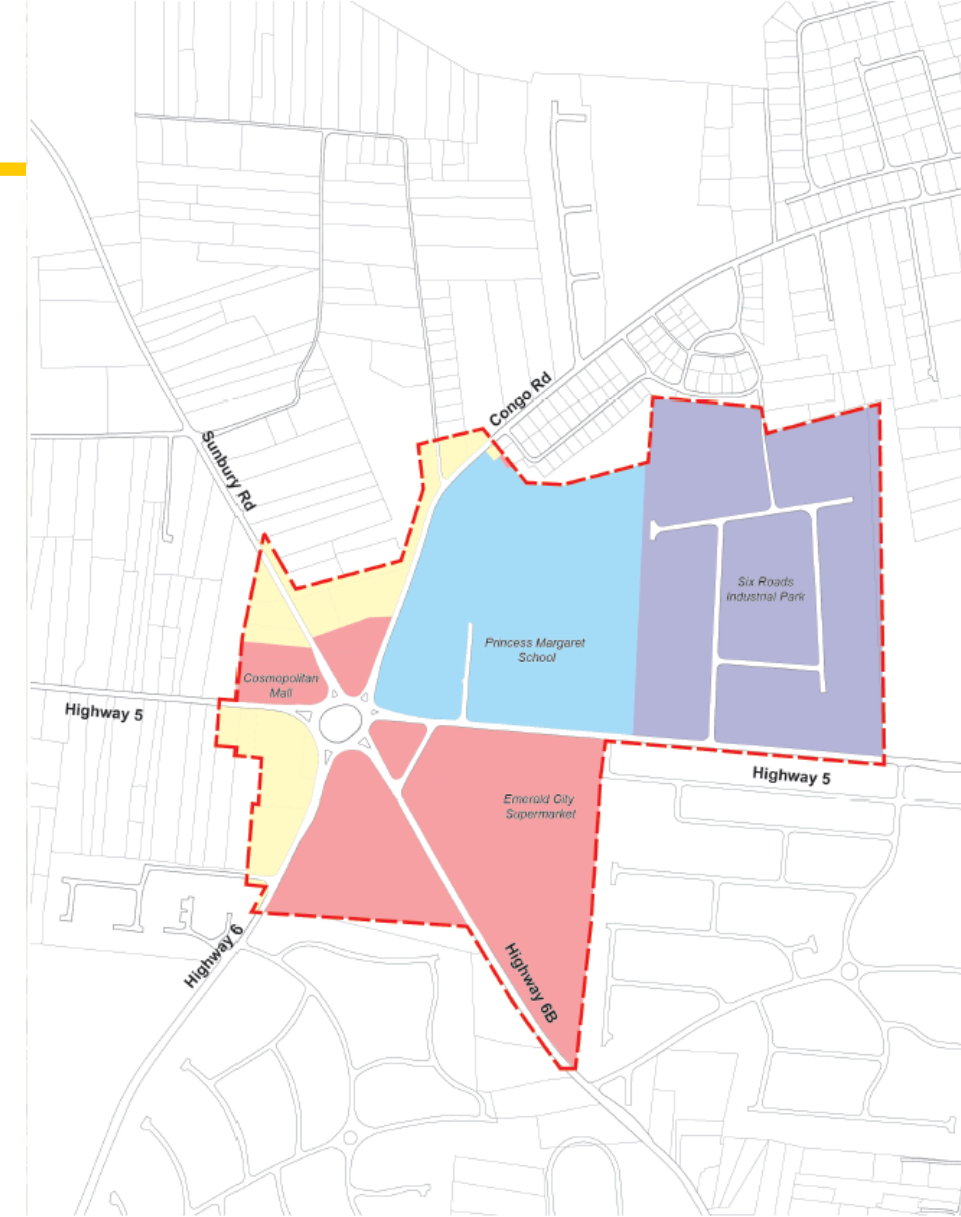 Congo Rd
Sunbury Rd
Six Roads
Industrial Park
Princess Margaret
School
Cosmopolitan
Mall
Highway 5
Highway 5
Emerald City
Supermarket
Highway 6
Highway 6B